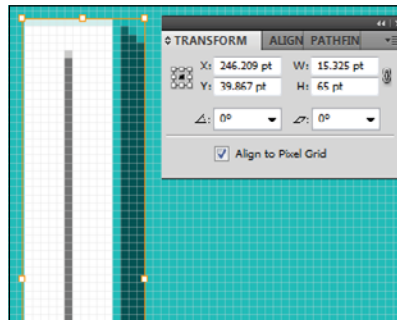 TRANSFORM ALIGN PATHFIN
X: 246.209 pt W: 15.325 pt
Y: 39.867 pt H: 65 pt
0° 0°
Align to Pixel Grid